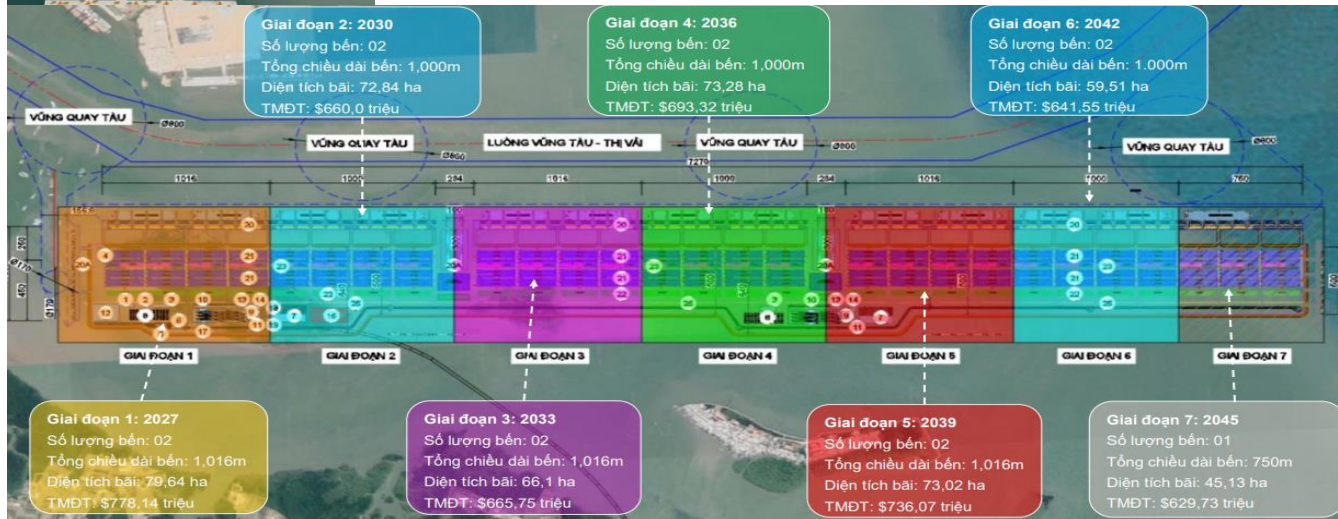 Giai đoạn 2: 2030
Số lượng bến: 02
Tổng chiều dài bến: 1,000m
Diện tích bãi: 72,84 ha
TMĐT: $660,0 triệu
Giai đoạn 4: 2036
Số lượng bến: 02
Tổng chiều dài bến: 1,000m
Diện tích bãi: 73,28 ha
TMĐT: $693,32 triệu
Giai đoạn 6: 2042
Số lượng bến: 02
Tổng chiều dài bến: 1.000m
Diện tích bãi: 59,51 ha
TMĐT: $641,55 triệu
VŨNG QUAY TÀU
VŨNG QUAY TÀU
LUỒNG VŨNG TÀU - THỊ VẢI
VŨNG QUAY TÀU
VŨNG QUAY TÀU
7270
1016
1000
284
1016
1000
284
1016
1000
760
GIAI ĐOẠN 1
GIAI ĐOẠN 2
GIAI ĐOẠN 3
GIAI ĐOẠN 4
GIAI ĐOẠN 5
GIAI ĐOẠN 6
GIAI ĐOẠN 7
Giai đoạn 1: 2027
Số lượng bến: 02
Tổng chiều dài bến: 1,016m
Diện tích bãi: 79,64 ha
TMĐT: $778,14 triệu
Giai đoạn 3: 2033
Số lượng bến: 02
Tổng chiều dài bến: 1,016m
Diện tích bãi: 66,1 ha
TMĐT: $665,75 triệu
Giai đoạn 5: 2039
Số lượng bến: 02
Tổng chiều dài bến: 1,016m
Diện tích bãi: 73,02 ha
TMĐT: $736,07 triệu
Giai đoạn 7: 2045
Số lượng bến: 01
Tổng chiều dài bến: 750m
Diện tích bãi: 45,13 ha
TMĐT: $629,73 triệu